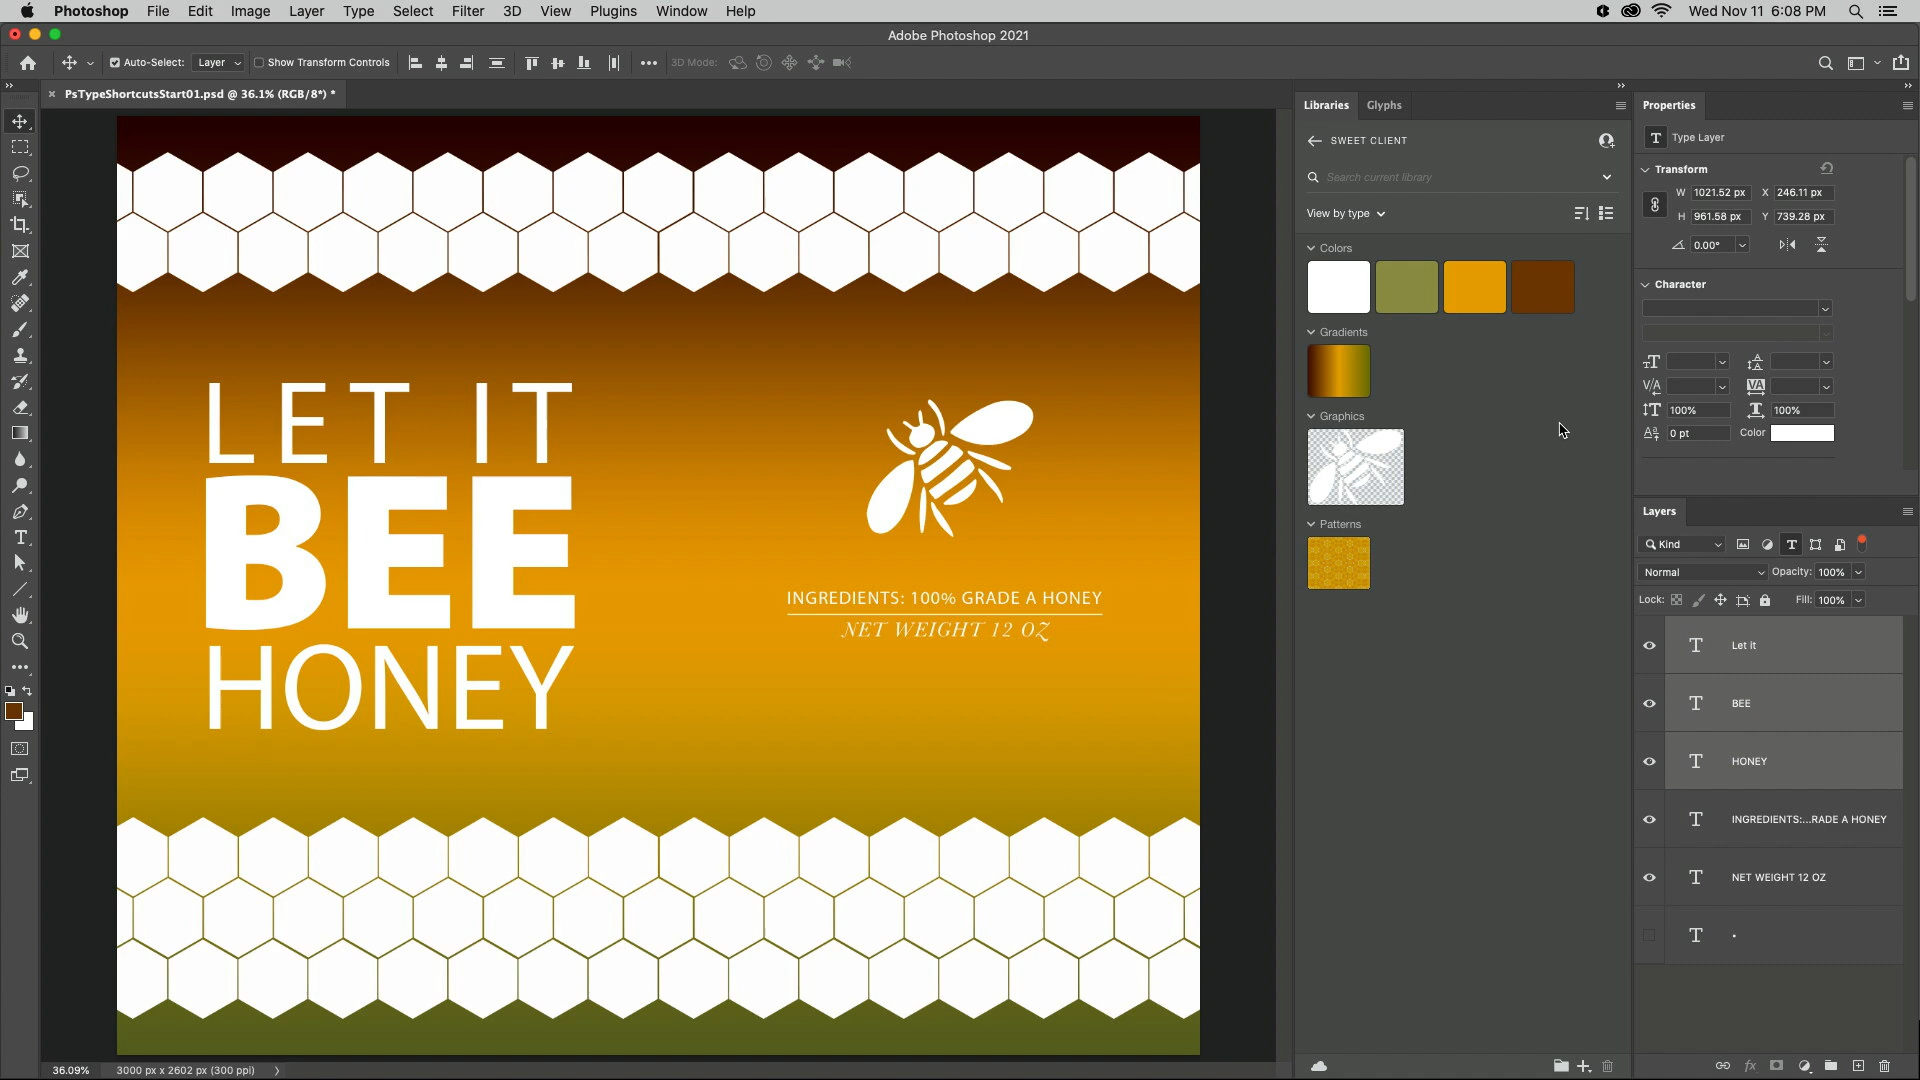 Photoshop File Edit Image Layer Type Select Filter 3D View Plugins Window Help
Wed Nov 11 6:08 PM
Adobe Photoshop 2021
Auto-Select: Layer Show Transform Controls 3D Mode:
PsTypeShortcutsStart01.psd @ 36.1% (RGB/8*) *
LET IT
BEE
HONEY
INGREDIENTS: 100% GRADE A HONEY
NET WEIGHT 12 OZ
36.09% 3000 px x 2602 px (300 ppi)
Libraries Glyphs
SWEET CLIENT
Search current library
View by type
Colors
Gradients
Graphics
Patterns
Properties
T Type Layer
Transform
W 1021.52 px X 246.11 px
H 961.58 px Y 739.28 px
0.00°
Character
100% 100%
0 pt Color
Layers
Kind
Normal Opacity: 100%
Lock: Fill: 100%
T Let it
T BEE
T HONEY
T INGREDIENTS:...RADE A HONEY
T NET WEIGHT 12 OZ
T •
fx